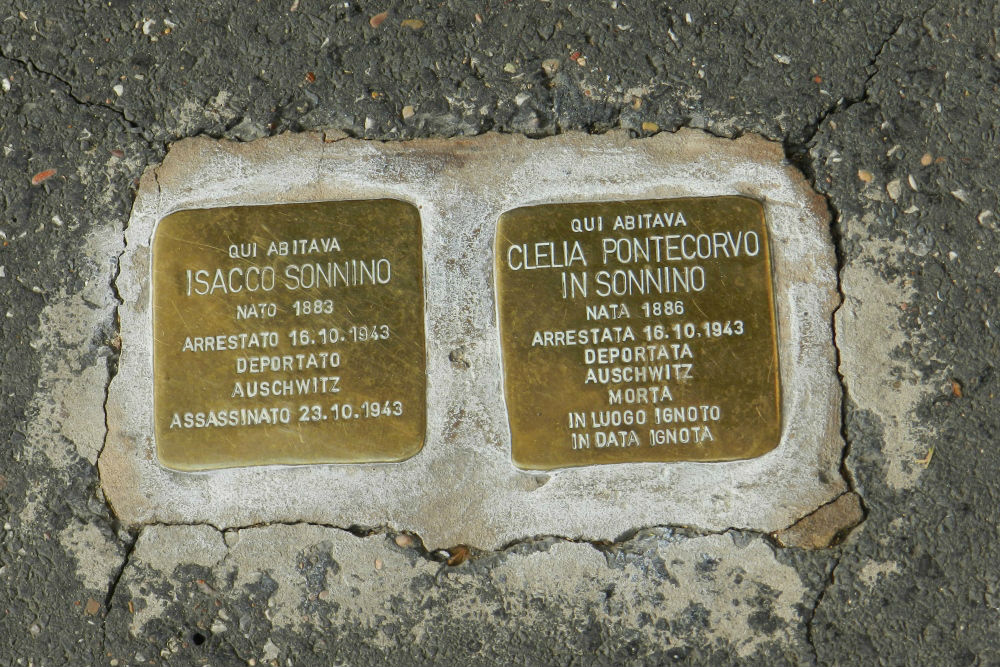 QUI ABITAVA
ISACCO SONNINO
NATO 1883
ARRESTATO 16.10.1943
DEPORTATO
AUSCHWITZ
ASSASSINATO 23.10.1943
QUI ABITAVA
CLELIA PONTECORVO
IN SONNINO
NATA 1886
ARRESTATA 16.10.1943
DEPORTATA
AUSCHWITZ
MORTA
IN LUOGO IGNOTO
IN DATA IGNOTA